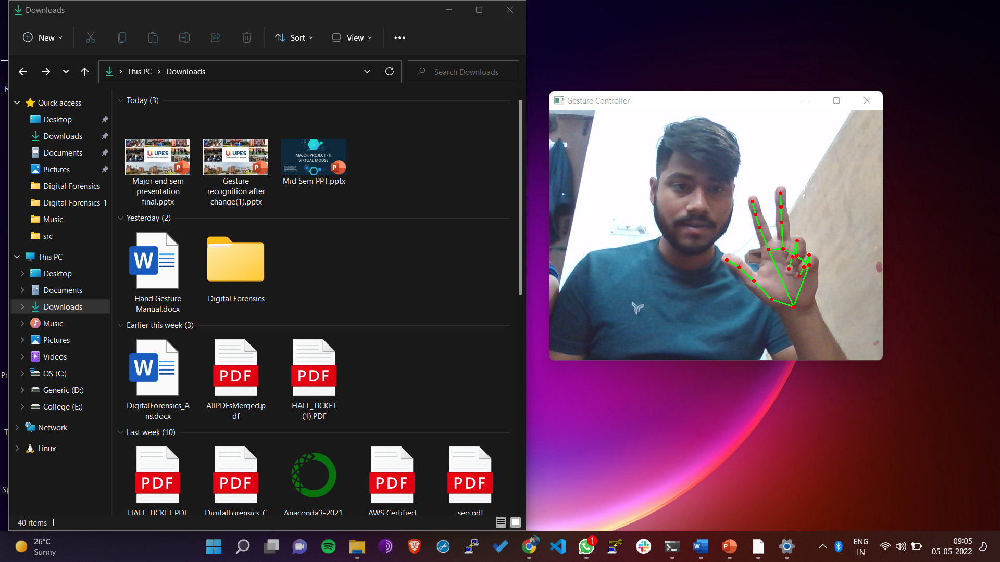 Downloads
New
Sort
View
This PC
Downloads
Search Downloads
Quick access
Desktop
Downloads
Documents
Pictures
Digital Forensics
Digital Forensics-1
Music
src
This PC
Desktop
Documents
Downloads
Music
Pictures
Videos
OS (C:)
Generic (D:)
College (E:)
Network
Linux
Today (3)
UPES
P
Major end sem
presentation
final.pptx
UPES
P
Gesture
recognition after
change(1).pptx
MAJOR PROJECT - II
VIRTUAL MOUSE
P
Mid Sem PPT.pptx
Yesterday (2)
W
Hand Gesture
Manual.docx
Digital Forensics
Earlier this week (3)
W
DigitalForensics_A
ns.docx
PDF
AllPDFsMerged.p
df
PDF
HALL_TICKET
(1).PDF
Last week (10)
PDF
HALL_TICKET.PDF
PDF
DigitalForensics_C
Anaconda3-2021.
PDF
AWS Certified
PDF
seo.pdf
40 items
Gesture Controller
26°C
Sunny
1
W
P
ENG
IN
09:05
05-05-2022